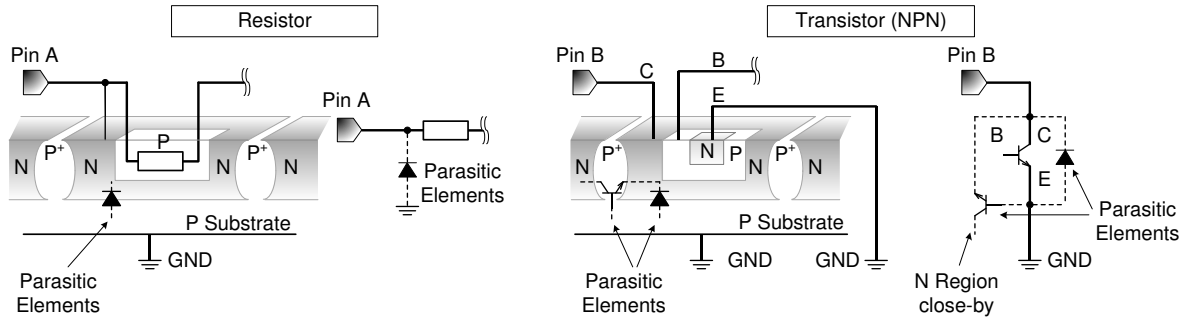 Resistor
Transistor (NPN)
Pin A
Pin B
C
B
E
Pin B
Pin A
N
P⁺
N
P
N
P⁺
N
Parasitic
Elements
N
P⁺
N
N
P
N
P⁺
N
B
C
E
P Substrate
GND
Parasitic
Elements
P Substrate
GND
GND
Parasitic
Elements
GND
Parasitic
Elements
N Region
close-by